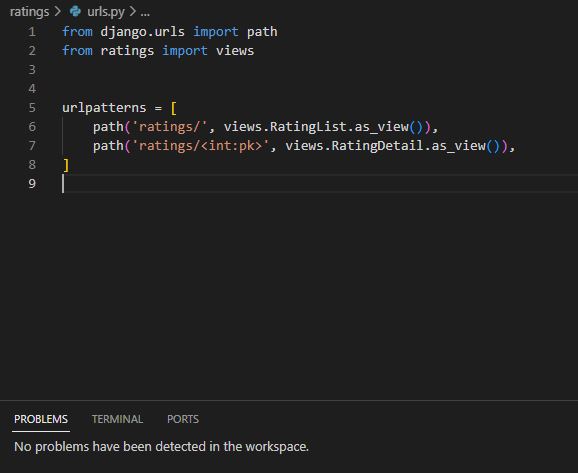 ratings > urls.py > ...
1 from django.urls import path
2 from ratings import views
3
4
5 urlpatterns = [
6     path('ratings/', views.RatingList.as_view()),
7     path('ratings/<int:pk>', views.RatingDetail.as_view()),
8 ]
9
PROBLEMS TERMINAL PORTS
No problems have been detected in the workspace.